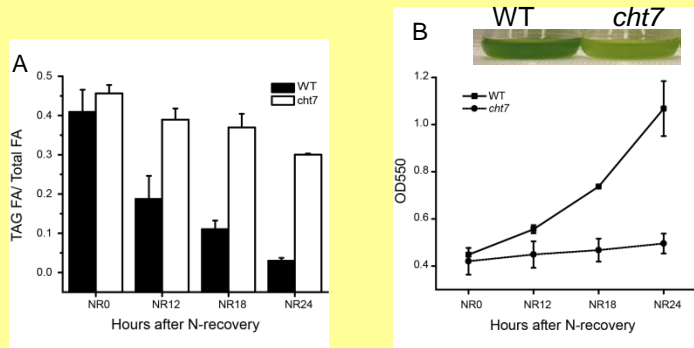 A
TAG FA/ Total FA
0.5
0.4
0.3
0.2
0.1
0.0
WT
cht7
NR0 NR12 NR18 NR24
Hours after N-recovery
B
WT cht7
OD550
1.2
1.0
0.8
0.6
0.4
WT
cht7
NR0 NR12 NR18 NR24
Hours after N-recovery